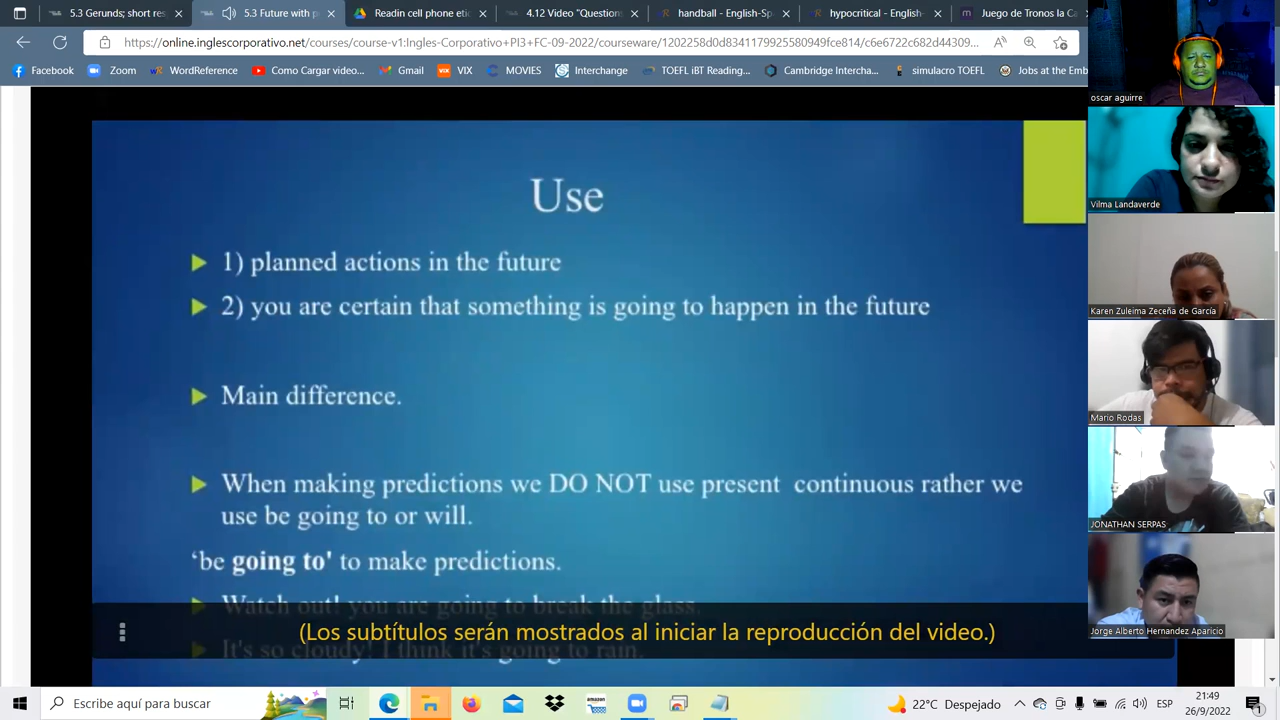 5.3 Gerunds; short res
5.3 Future with p
Readin cell phone eti
4.12 Video "Questions
handball - English-Sp
hypocritical - English-
Juego de Tronos la Ca
https://online.inglescorporativo.net/courses/course-v1:Ingles-Corporativo+PI3+FC-09-2022/courseware/1202258d0d8341179925580949fce814/c6e6722c682d44309...
Facebook
Zoom
WordReference
Como Cargar video...
Gmail
VIX
MOVIES
Interchange
TOEFL iBT Reading...
Cambridge Intercha...
simulacro TOEFL
Jobs at the Emb
Use
1) planned actions in the future
2) you are certain that something is going to happen in the future
Main difference.
When making predictions we DO NOT use present continuous rather we
use be going to or will.
‘be going to' to make predictions.
Watch out! you are going to break the glass.
It's so cloudy! I think it's going to rain.
(Los subtítulos serán mostrados al iniciar la reproducción del video.)
oscar aguirre
Vilma Landaverde
Karen Zuleima Zeceña de García
Mario Rodas
JONATHAN SERPAS
Jorge Alberto Hernandez Aparicio
Escribe aquí para buscar
22°C Despejado
ESP
21:49
26/9/2022
1